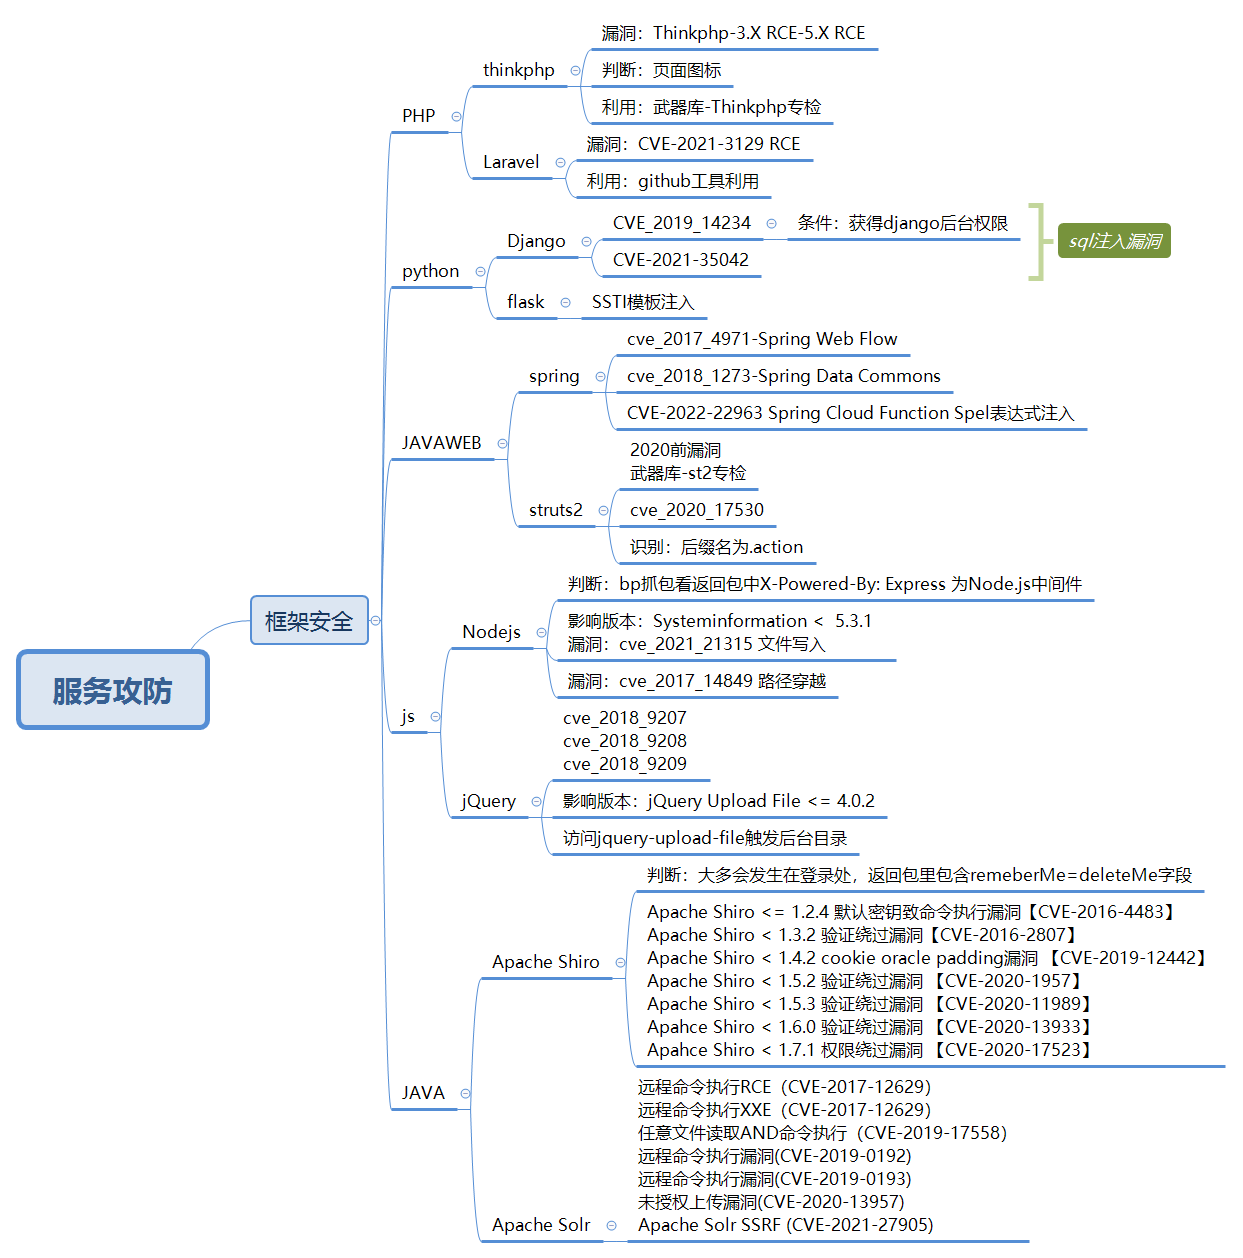 服务攻防
框架安全
PHP
thinkphp
漏洞：Thinkphp-3.X RCE-5.X RCE
判断：页面图标
利用：武器库-Thinkphp专检
Laravel
漏洞：CVE-2021-3129 RCE
利用：github工具利用
python
Django
CVE_2019_14234
条件：获得django后台权限
CVE-2021-35042
sql注入漏洞
flask
SSTI模板注入
JAVAWEB
spring
cve_2017_4971-Spring Web Flow
cve_2018_1273-Spring Data Commons
CVE-2022-22963 Spring Cloud Function Spel表达式注入
struts2
2020前漏洞
武器库-st2专检
cve_2020_17530
识别：后缀名为.action
js
Nodejs
判断：bp抓包看返回包中X-Powered-By: Express 为Node.js中间件
影响版本：Systeminformation <  5.3.1
漏洞：cve_2021_21315 文件写入
漏洞：cve_2017_14849 路径穿越
jQuery
cve_2018_9207
cve_2018_9208
cve_2018_9209
影响版本：jQuery Upload File <= 4.0.2
访问jquery-upload-file触发后台目录
JAVA
Apache Shiro
判断：大多会发生在登录处，返回包里包含remeberMe=deleteMe字段
Apache Shiro <= 1.2.4 默认密钥致命令执行漏洞【CVE-2016-4483】
Apache Shiro < 1.3.2 验证绕过漏洞【CVE-2016-2807】
Apache Shiro < 1.4.2 cookie oracle padding漏洞 【CVE-2019-12442】
Apache Shiro < 1.5.2 验证绕过漏洞 【CVE-2020-1957】
Apache Shiro < 1.5.3 验证绕过漏洞 【CVE-2020-11989】
Apahce Shiro < 1.6.0 验证绕过漏洞 【CVE-2020-13933】
Apahce Shiro < 1.7.1 权限绕过漏洞 【CVE-2020-17523】
Apache Solr
远程命令执行RCE（CVE-2017-12629）
远程命令执行XXE（CVE-2017-12629）
任意文件读取AND命令执行（CVE-2019-17558）
远程命令执行漏洞(CVE-2019-0192)
远程命令执行漏洞(CVE-2019-0193)
未授权上传漏洞(CVE-2020-13957)
Apache Solr SSRF (CVE-2021-27905)